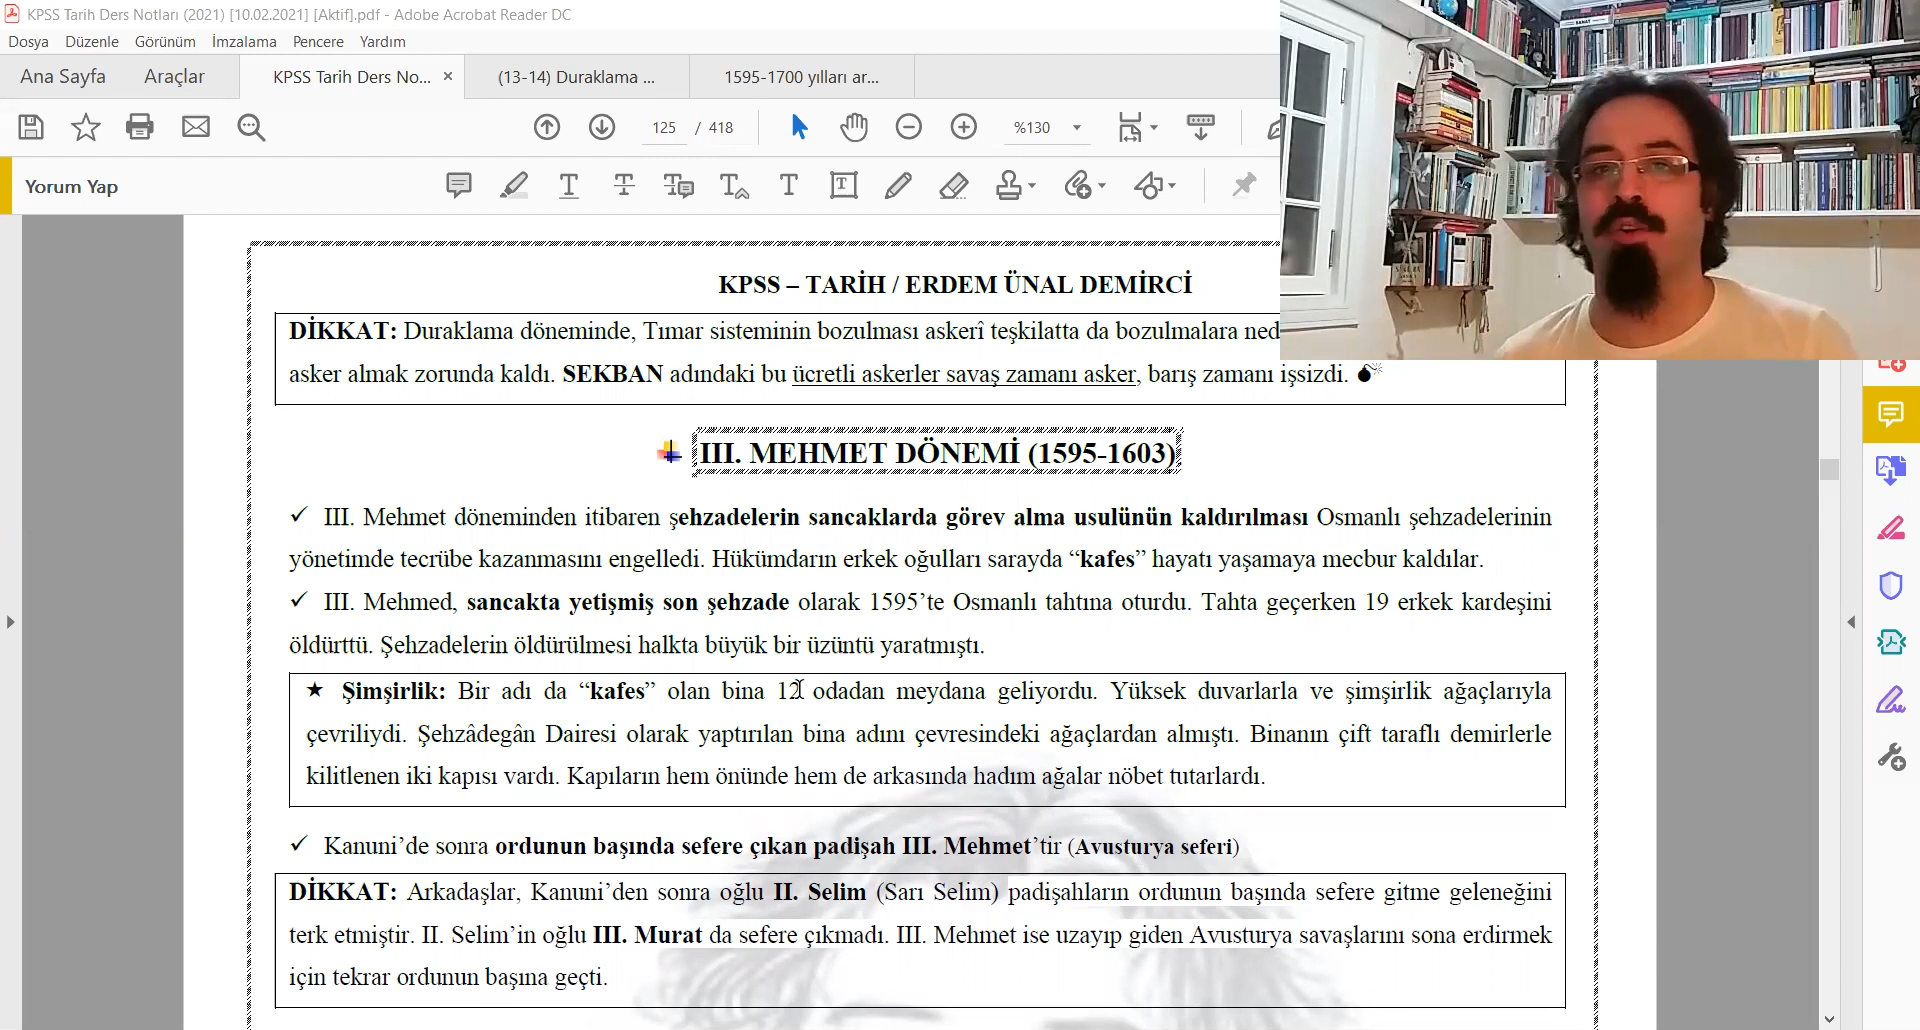 KPSS Tarih Ders Notları (2021) [10.02.2021] [Aktif].pdf - Adobe Acrobat Reader DC
Dosya Düzenle Görünüm İmzalama Pencere Yardım
Ana Sayfa Araçlar KPSS Tarih Ders No... × (13-14) Duraklama ... 1595-1700 yılları ar...
125 / 418 %130
Yorum Yap
KPSS – TARİH / ERDEM ÜNAL DEMİRCİ
DİKKAT: Duraklama döneminde, Tımar sisteminin bozulması askerî teşkilatta da bozulmalara ned
asker almak zorunda kaldı. SEKBAN adındaki bu ücretli askerler savaş zamanı asker, barış zamanı işsizdi.
III. MEHMET DÖNEMİ (1595-1603)
✓ III. Mehmet döneminden itibaren şehzadelerin sancaklarda görev alma usulünün kaldırılması Osmanlı şehzadelerinin
yönetimde tecrübe kazanmasını engelledi. Hükümdarın erkek oğulları sarayda “kafes” hayatı yaşamaya mecbur kaldılar.
✓ III. Mehmed, sancakta yetişmiş son şehzade olarak 1595’te Osmanlı tahtına oturdu. Tahta geçerken 19 erkek kardeşini
öldürttü. Şehzadelerin öldürülmesi halkta büyük bir üzüntü yaratmıştı.
★ Şimşirlik: Bir adı da “kafes” olan bina 12 odadan meydana geliyordu. Yüksek duvarlarla ve şimşirlik ağaçlarıyla
çevriliydi. Şehzâdegân Dairesi olarak yaptırılan bina adını çevresindeki ağaçlardan almıştı. Binanın çift taraflı demirlerle
kilitlenen iki kapısı vardı. Kapıların hem önünde hem de arkasında hadım ağalar nöbet tutarlardı.
✓ Kanuni’de sonra ordunun başında sefere çıkan padişah III. Mehmet’tir (Avusturya seferi)
DİKKAT: Arkadaşlar, Kanuni’den sonra oğlu II. Selim (Sarı Selim) padişahların ordunun başında sefere gitme geleneğini
terk etmiştir. II. Selim’in oğlu III. Murat da sefere çıkmadı. III. Mehmet ise uzayıp giden Avusturya savaşlarını sona erdirmek
için tekrar ordunun başına geçti.